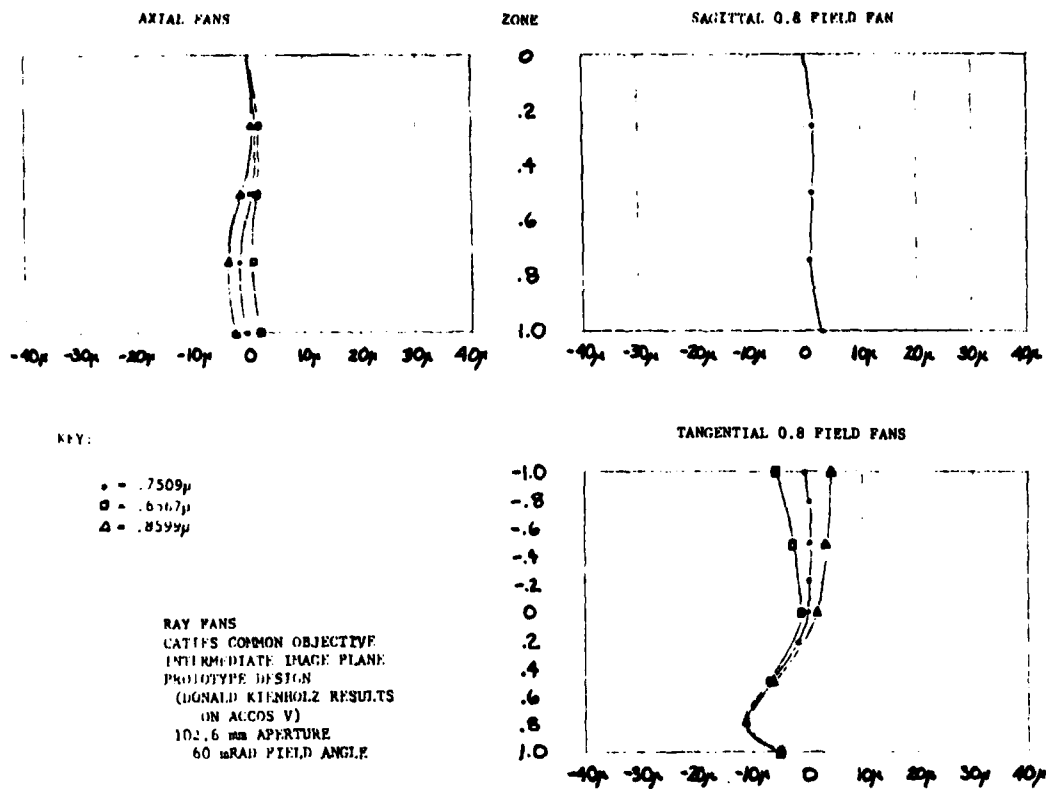 AXIAL FANS
ZONE
SAGITTAL 0.8 FIELD FAN
0
.2
.4
.6
.8
1.0
-40μ -30μ -20μ -10μ 0 10μ 20μ 30μ 40μ
-40μ -30μ -20μ -10μ 0 10μ 20μ 30μ 40μ
KEY:
• = .7509μ
□ = .6567μ
△ = .8599μ
TANGENTIAL 0.8 FIELD FANS
-1.0
-.8
-.6
-.4
-.2
0
.2
.4
.6
.8
1.0
-40μ -30μ -20μ -10μ 0 10μ 20μ 30μ 40μ
RAY FANS
CATIES COMMON OBJECTIVE
INTERMEDIATE IMAGE PLANE
PROTOTYPE DESIGN
(DONALD KIENHOLZ RESULTS
ON ACCOS V)
102.6 mm APERTURE
60 mRAD FIELD ANGLE